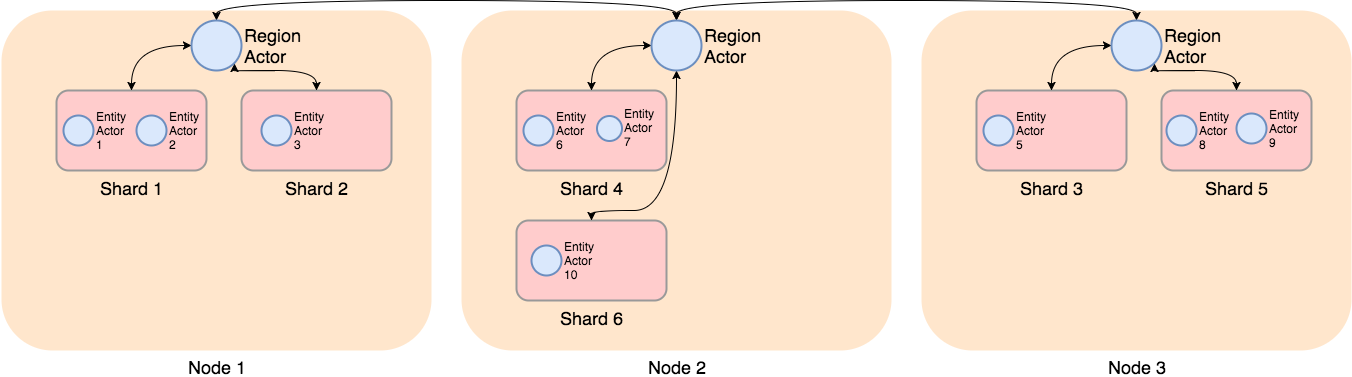 Region
Actor
Entity
Actor
1
Entity
Actor
2
Shard 1
Entity
Actor
3
Shard 2
Node 1
Region
Actor
Entity
Actor
6
Entity
Actor
7
Shard 4
Entity
Actor
10
Shard 6
Node 2
Region
Actor
Entity
Actor
5
Shard 3
Entity
Actor
8
Entity
Actor
9
Shard 5
Node 3